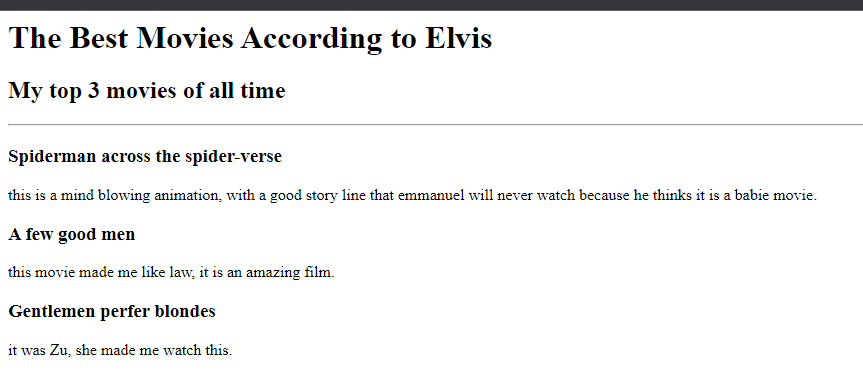 The Best Movies According to Elvis
My top 3 movies of all time
Spiderman across the spider-verse
this is a mind blowing animation, with a good story line that emmanuel will never watch because he thinks it is a babie movie.
A few good men
this movie made me like law, it is an amazing film.
Gentlemen perfer blondes
it was Zu, she made me watch this.